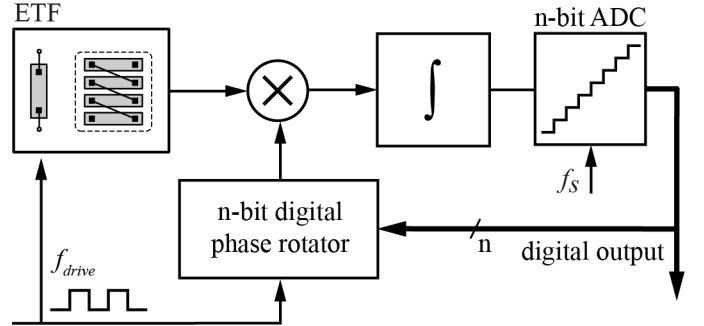 ETF
n-bit ADC
∫
f_S
n-bit digital
phase rotator
n
digital output
f_drive